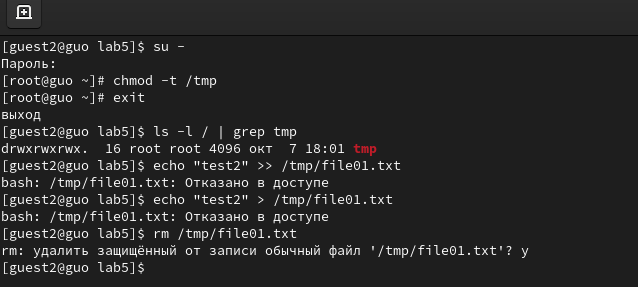 [guest2@guo lab5]$ su -
Пароль:
[root@guo ~]# chmod -t /tmp
[root@guo ~]# exit
выход
[guest2@guo lab5]$ ls -l / | grep tmp
drwxrwxrwx.  16 root root 4096 окт  7 18:01 tmp
[guest2@guo lab5]$ echo "test2" >> /tmp/file01.txt
bash: /tmp/file01.txt: Отказано в доступе
[guest2@guo lab5]$ echo "test2" > /tmp/file01.txt
bash: /tmp/file01.txt: Отказано в доступе
[guest2@guo lab5]$ rm /tmp/file01.txt
rm: удалить защищённый от записи обычный файл '/tmp/file01.txt'? y
[guest2@guo lab5]$